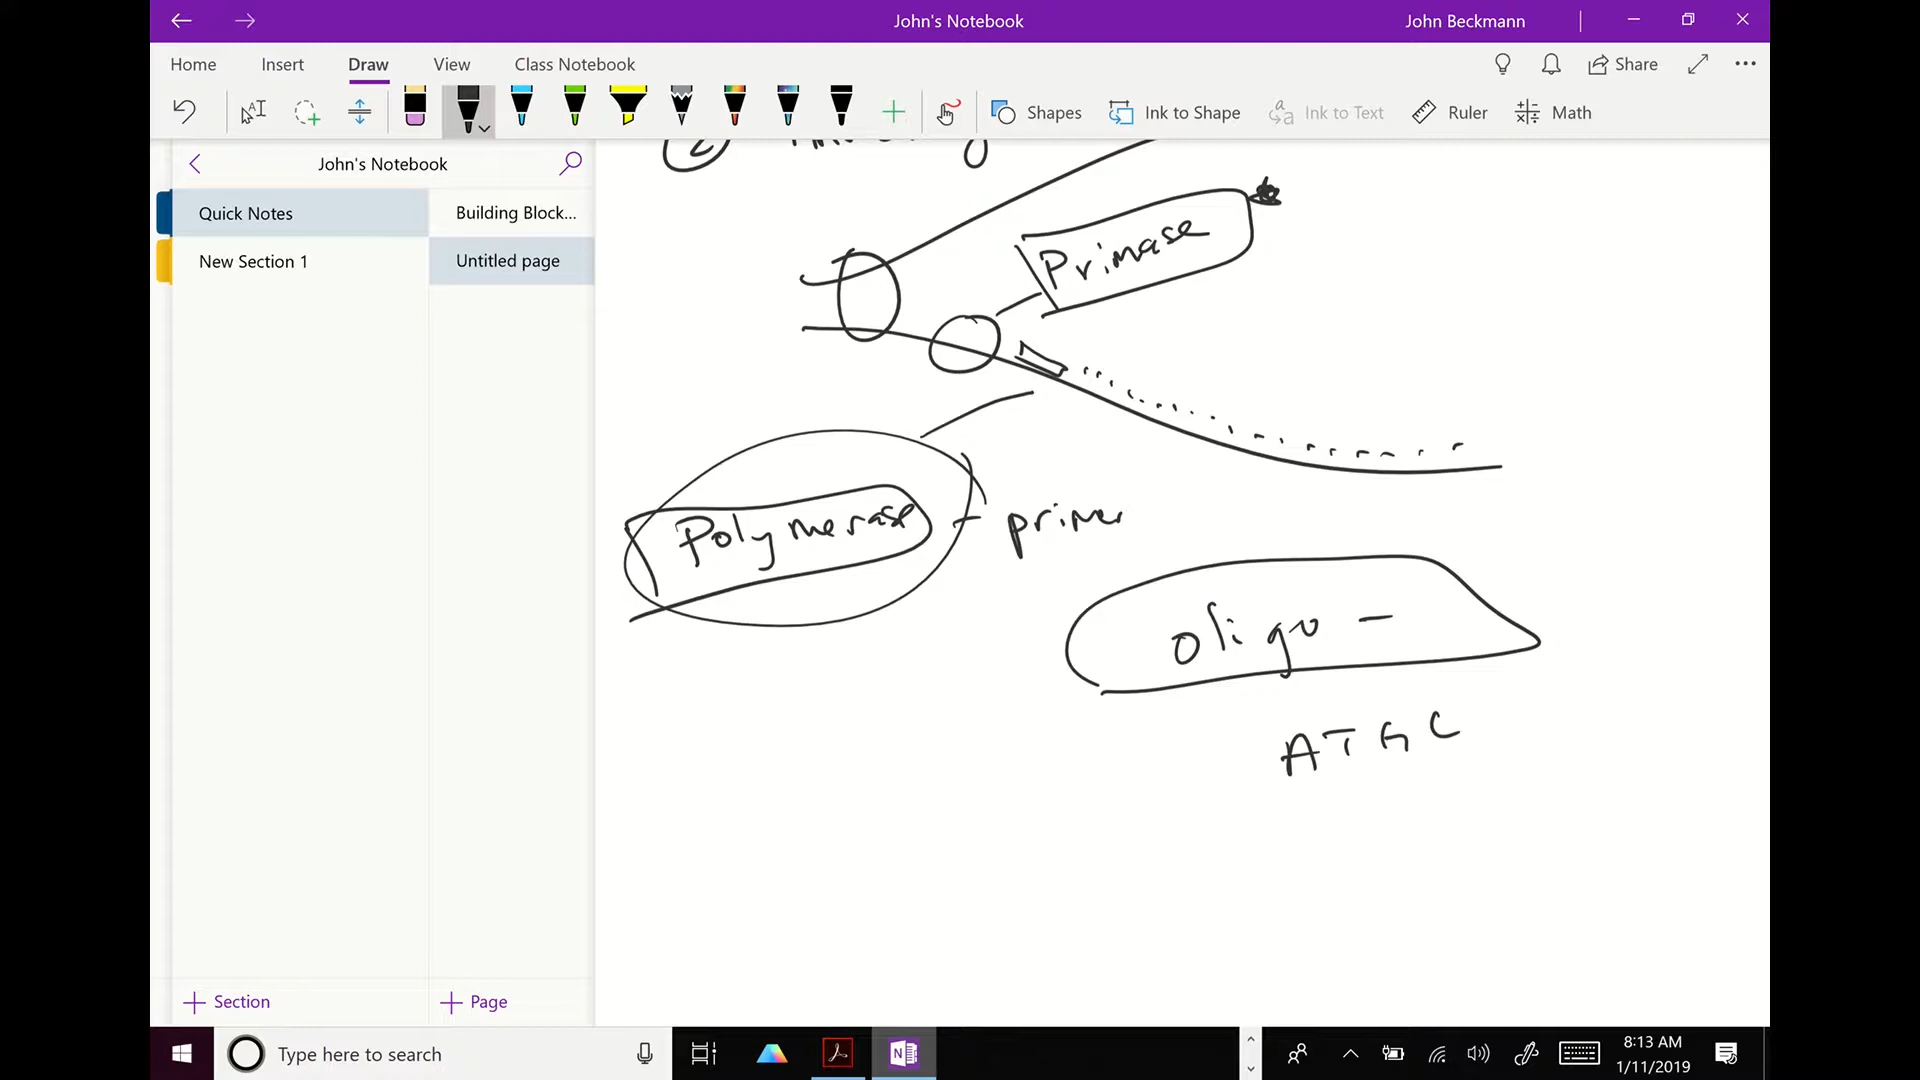 John's Notebook
John Beckmann
Home
Insert
Draw
View
Class Notebook
Share
Shapes
Ink to Shape
Ink to Text
Ruler
Math
John's Notebook
Quick Notes
New Section 1
Building Block...
Untitled page
Section
Page
2
Primase
Polymerase - primer
oligo -
ATGC
Type here to search
8:13 AM
1/11/2019